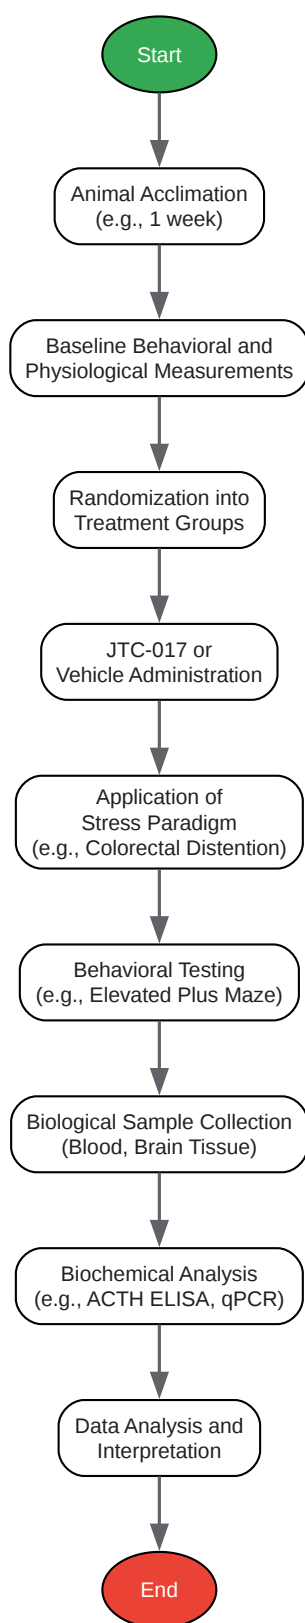 Start
Animal Acclimation
(e.g., 1 week)
Baseline Behavioral and
Physiological Measurements
Randomization into
Treatment Groups
JTC-017 or
Vehicle Administration
Application of
Stress Paradigm
(e.g., Colorectal Distention)
Behavioral Testing
(e.g., Elevated Plus Maze)
Biological Sample Collection
(Blood, Brain Tissue)
Biochemical Analysis
(e.g., ACTH ELISA, qPCR)
Data Analysis and
Interpretation
End